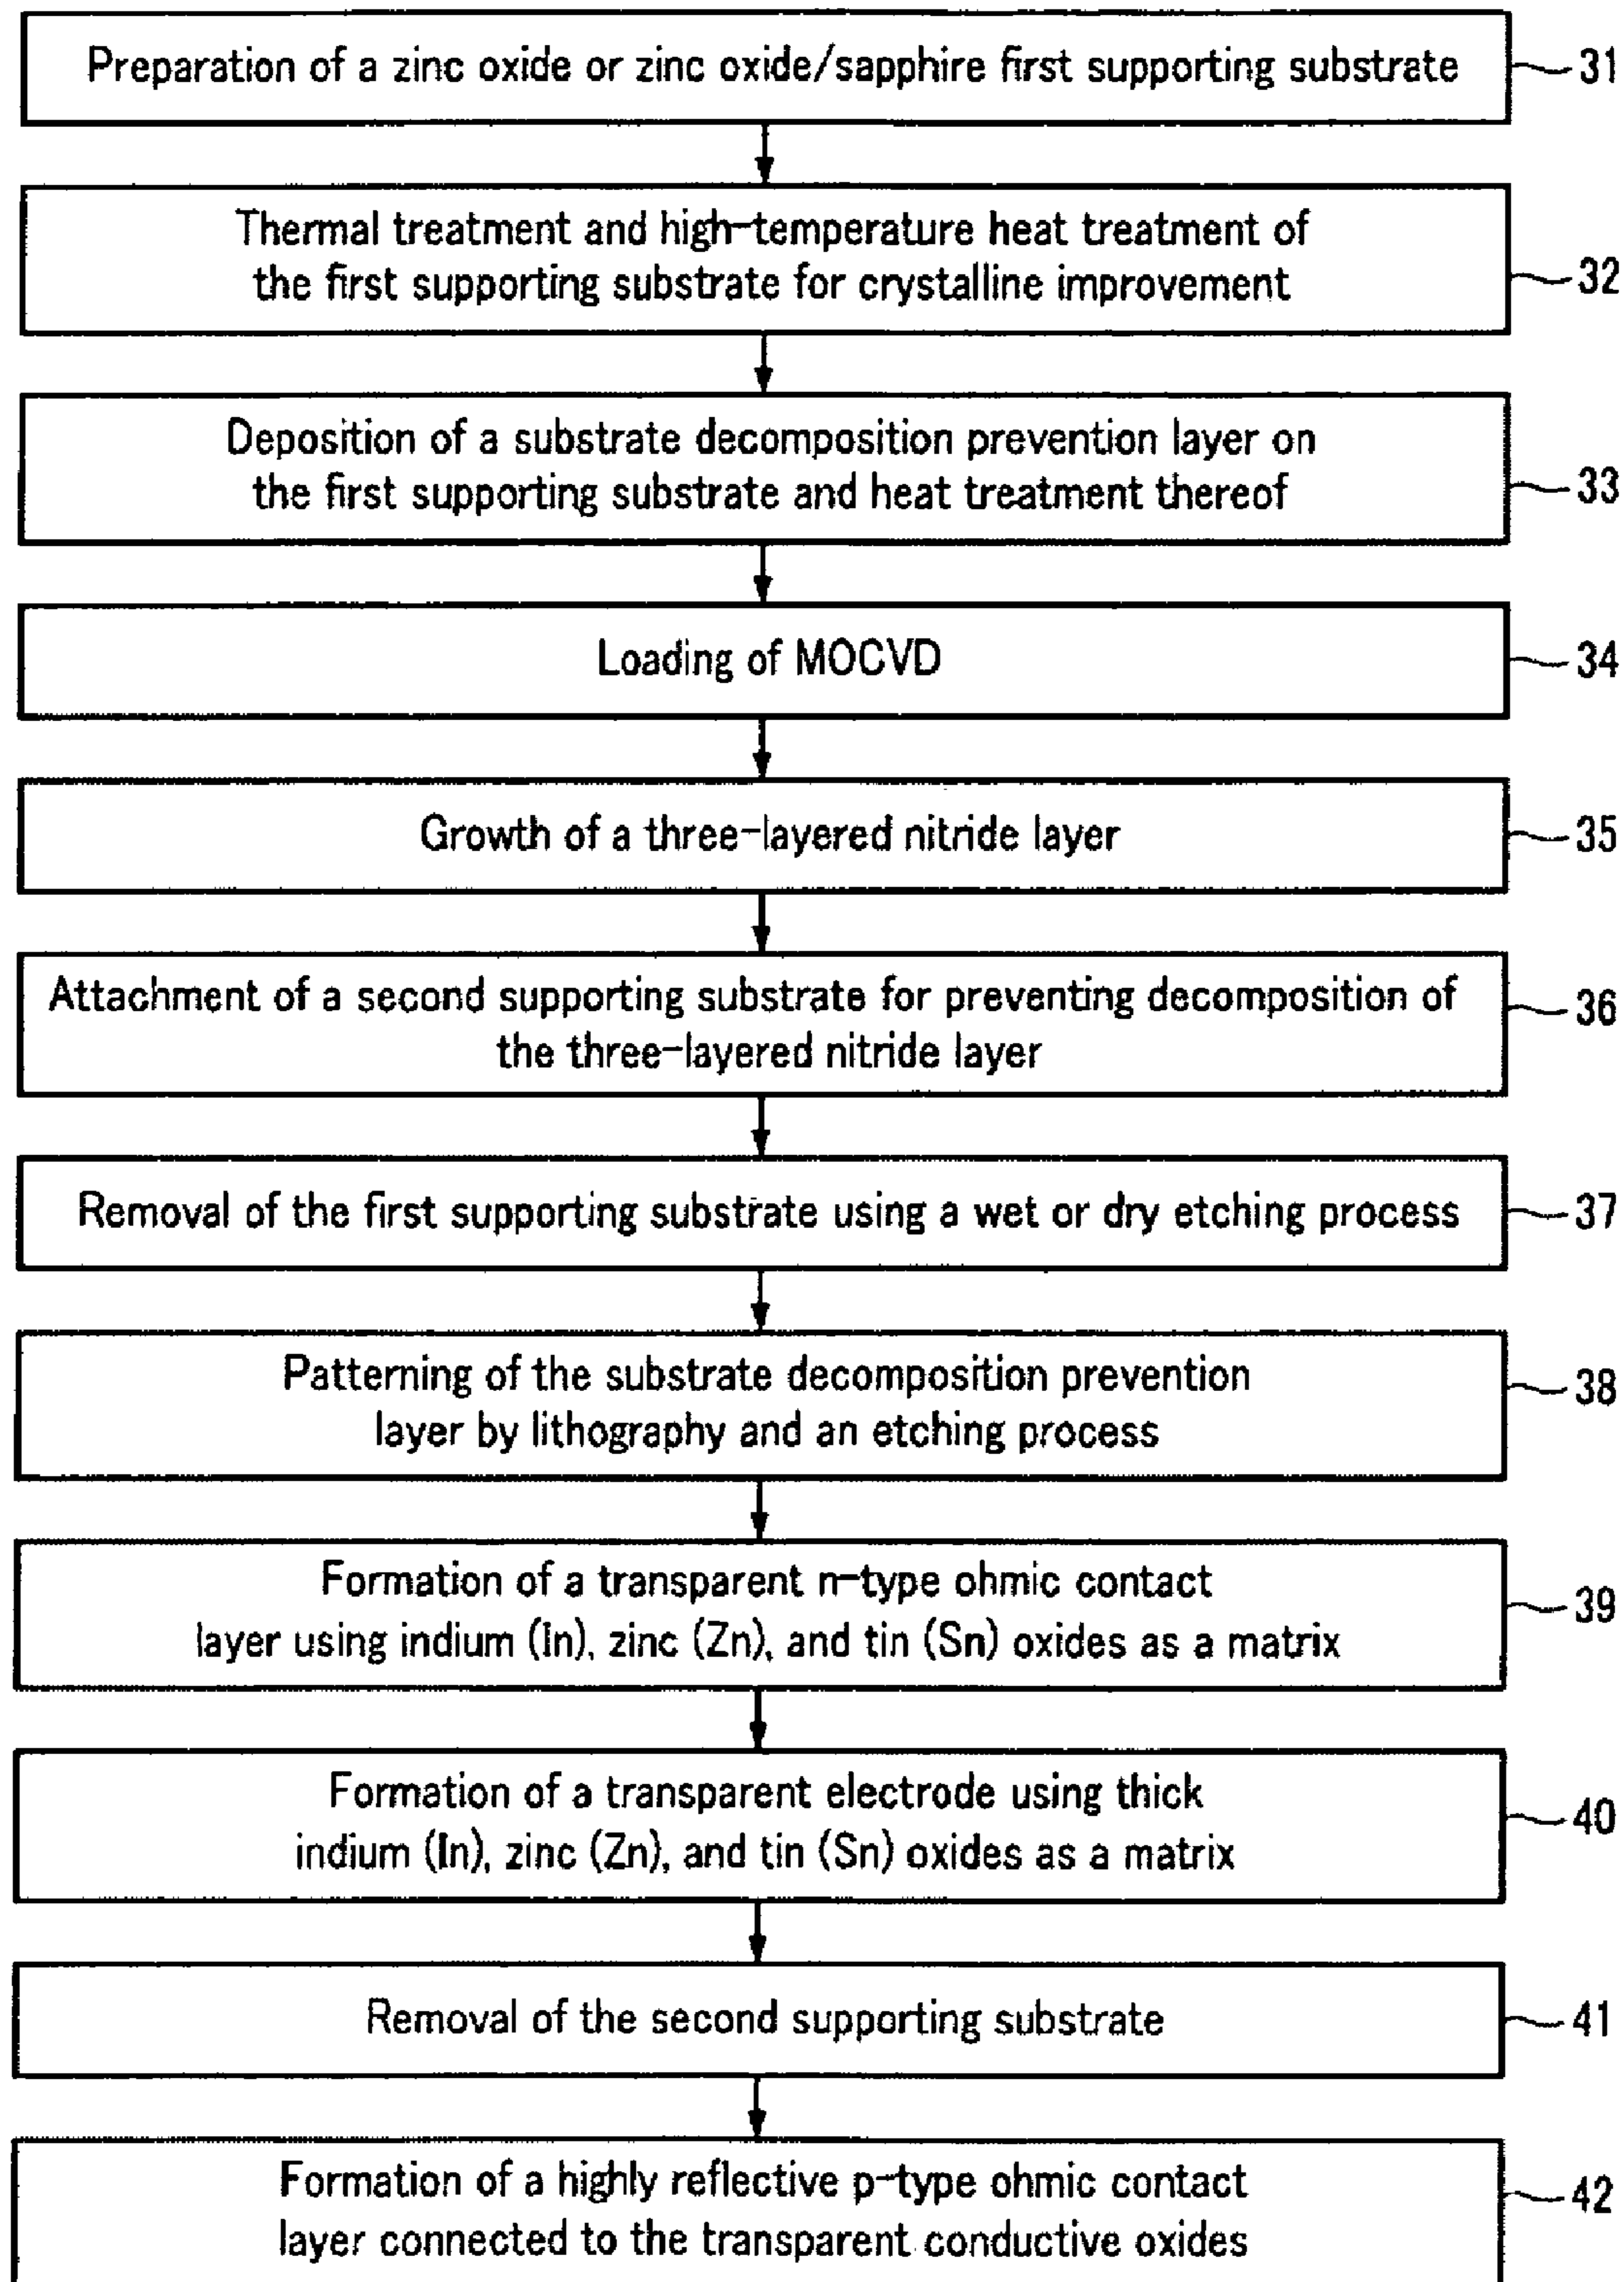 Preparation of a zinc oxide or zinc oxide/sapphire first supporting substrate
31
Thermal treatment and high-temperature heat treatment of
the first supporting substrate for crystalline improvement
32
Deposition of a substrate decomposition prevention layer on
the first supporting substrate and heat treatment thereof
33
Loading of MOCVD
34
Growth of a three-layered nitride layer
35
Attachment of a second supporting substrate for preventing decomposition of
the three-layered nitride layer
36
Removal of the first supporting substrate using a wet or dry etching process
37
Patterning of the substrate decomposition prevention
layer by lithography and an etching process
38
Formation of a transparent n-type ohmic contact
layer using indium (In), zinc (Zn), and tin (Sn) oxides as a matrix
39
Formation of a transparent electrode using thick
indium (In), zinc (Zn), and tin (Sn) oxides as a matrix
40
Removal of the second supporting substrate
41
Formation of a highly reflective p-type ohmic contact
layer connected to the transparent conductive oxides
42